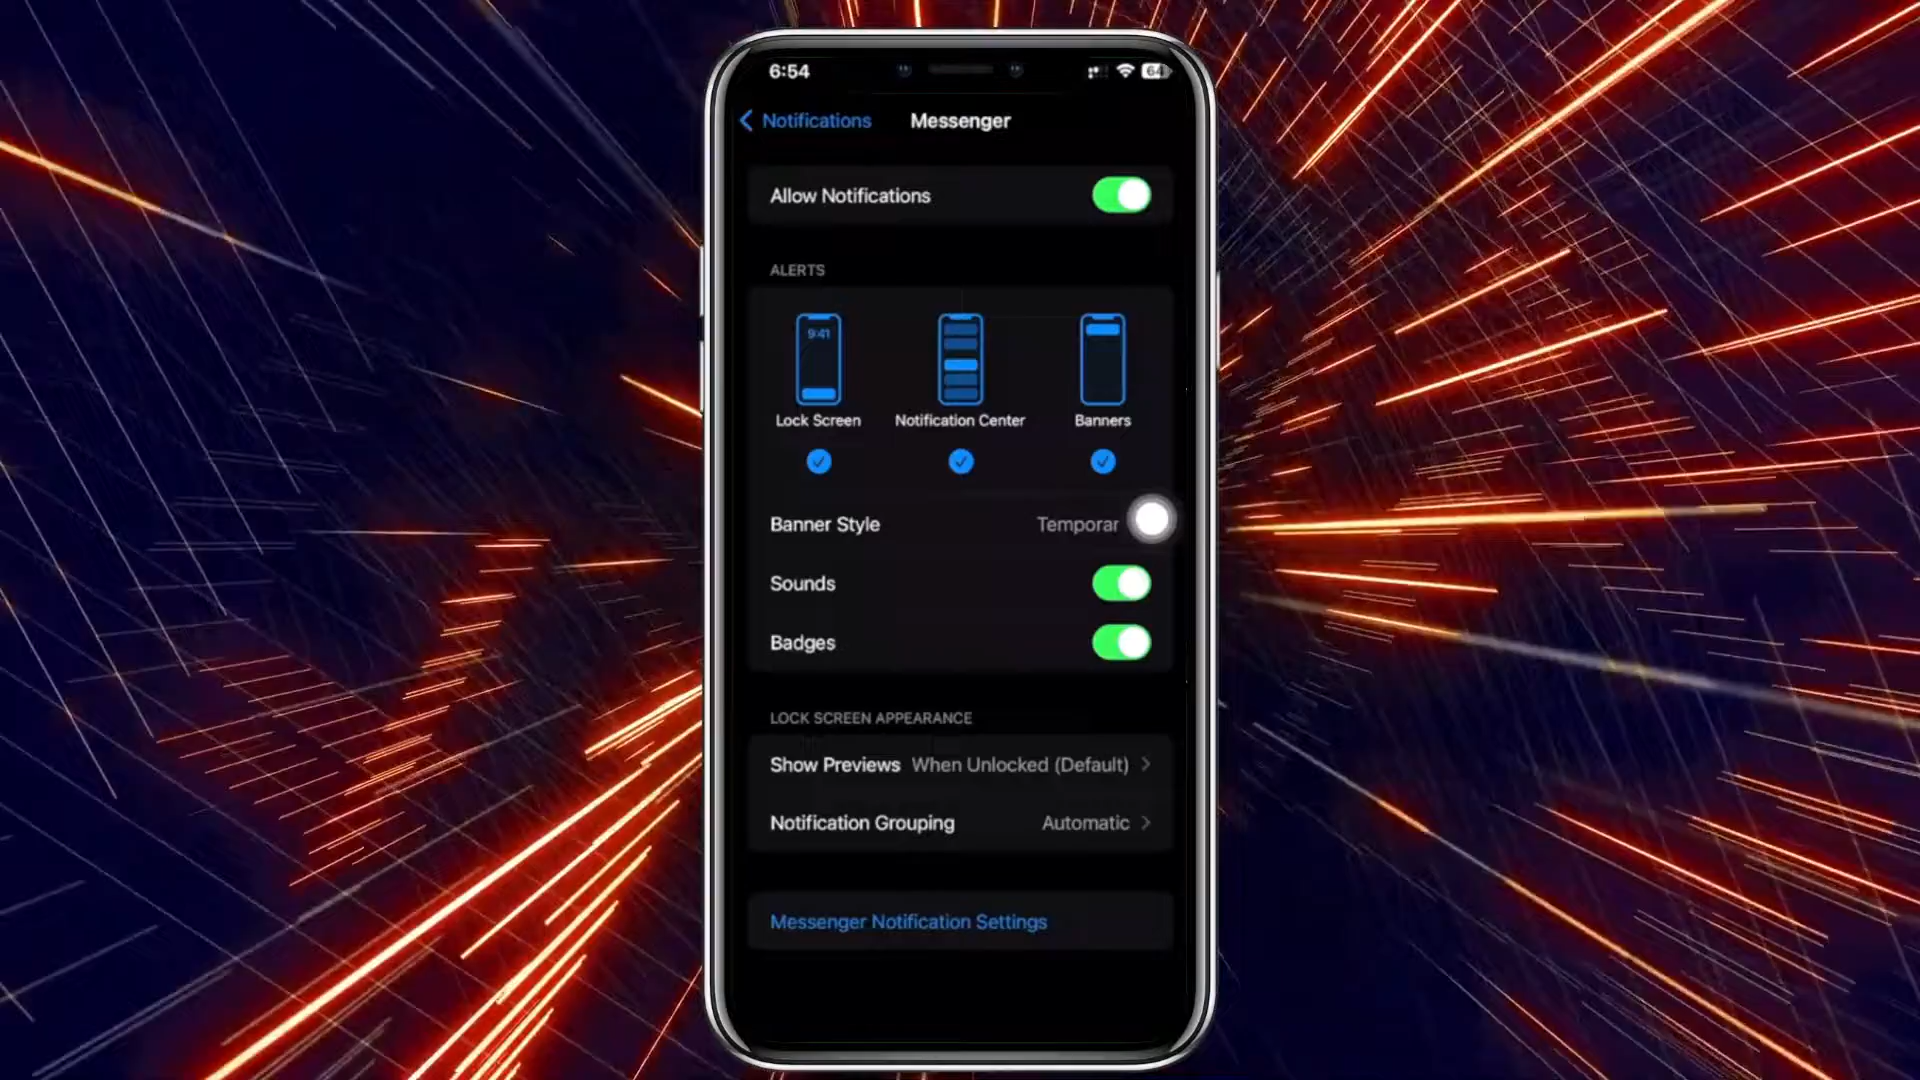 6:54
64
Notifications
Messenger
Allow Notifications
ALERTS
9:41
Lock Screen
Notification Center
Banners
Banner Style
Temporar
Sounds
Badges
LOCK SCREEN APPEARANCE
Show Previews When Unlocked (Default)
Notification Grouping Automatic
Messenger Notification Settings